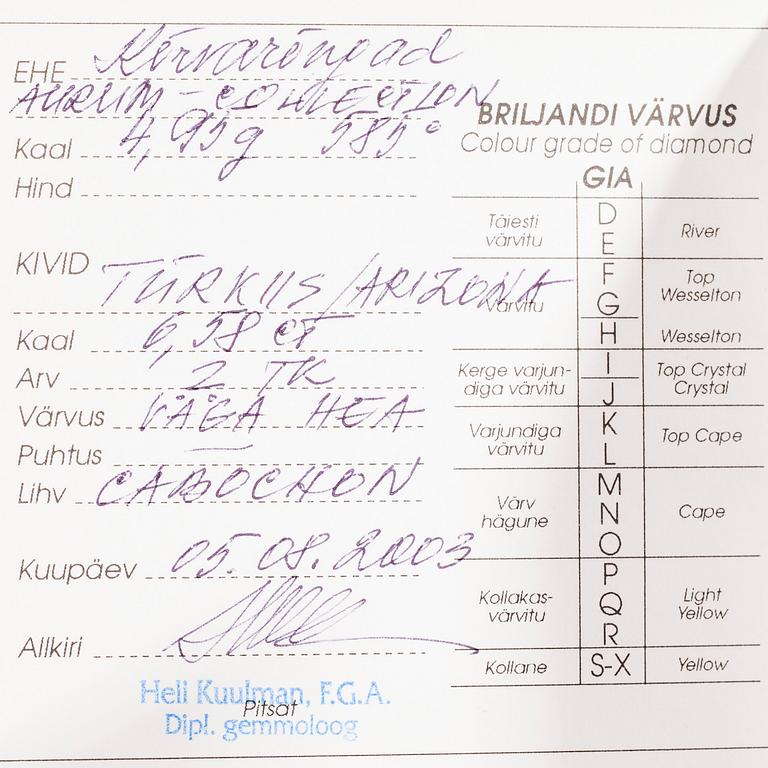 EHE Kõrvarõngad
AURUM - COLLECTION
Kaal 4,95g 585°
Hind
KIVID TÜRKIIS / ARIZONA
Kaal 6,58 CT
Arv 2 TK
Värvus VÄGA HEA
Puhtus —
Lihv CABOCHON
Kuupäev 05.08.2003
Allkiri
Heli Kuulman, F.G.A.
Pitsat
Dipl. gemmoloog
BRILJANDI VÄRVUS
Colour grade of diamond
GIA
Täiesti värvitu D E River
Värvitu F G H Top Wesselton Wesselton
Kerge varjun-
diga värvitu I J Top Crystal Crystal
Varjundiga värvitu K L Top Cape
Värv hägune M N O Cape
Kollakas-
värvitu P Q R Light Yellow
Kollane S-X Yellow